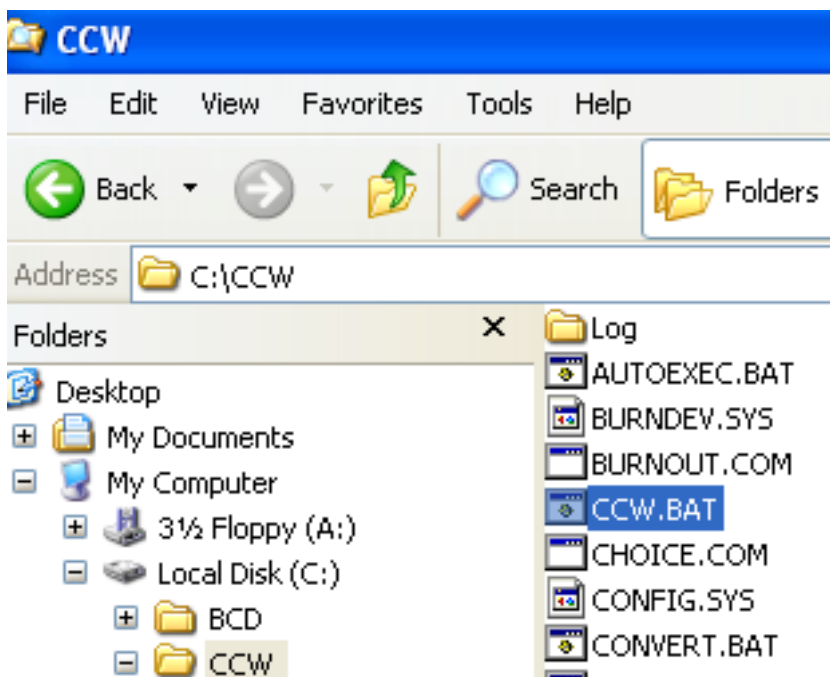 CCW
File Edit View Favorites Tools Help
Back Search Folders
Address C:\CCW
Folders
Desktop
My Documents
My Computer
3½ Floppy (A:)
Local Disk (C:)
BCD
CCW
Log
AUTOEXEC.BAT
BURNDEV.SYS
BURNOUT.COM
CCW.BAT
CHOICE.COM
CONFIG.SYS
CONVERT.BAT